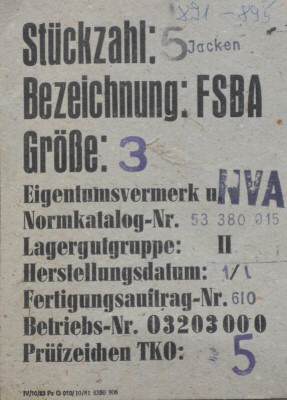 891-895
Stückzahl: 5 Jacken
Bezeichnung: FSBA
Größe: 3
Eigentumsvermerk u. NVA
Normkatalog-Nr. 53 380 015
Lagergutgruppe: II
Herstellungsdatum: 1/1
Fertigungsauftrag-Nr. 610
Betriebs-Nr. 03203000
Prüfzeichen TKO: 5